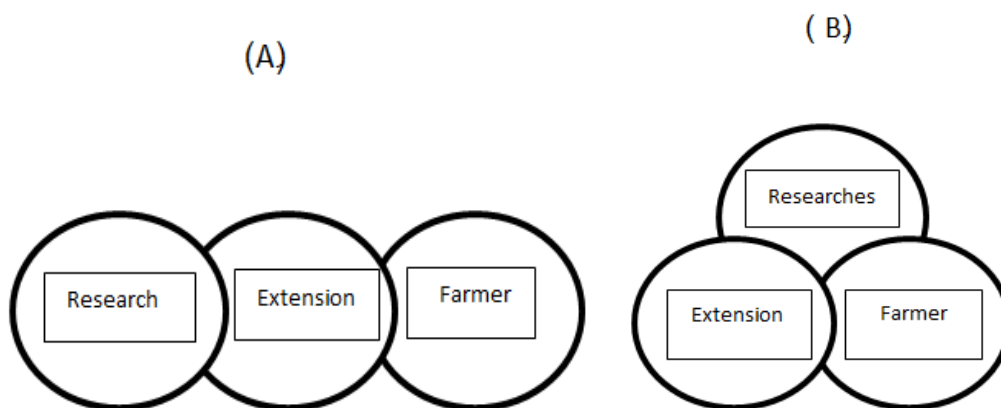 (A)
( B)
Research
Extension
Farmer
Researches
Extension
Farmer